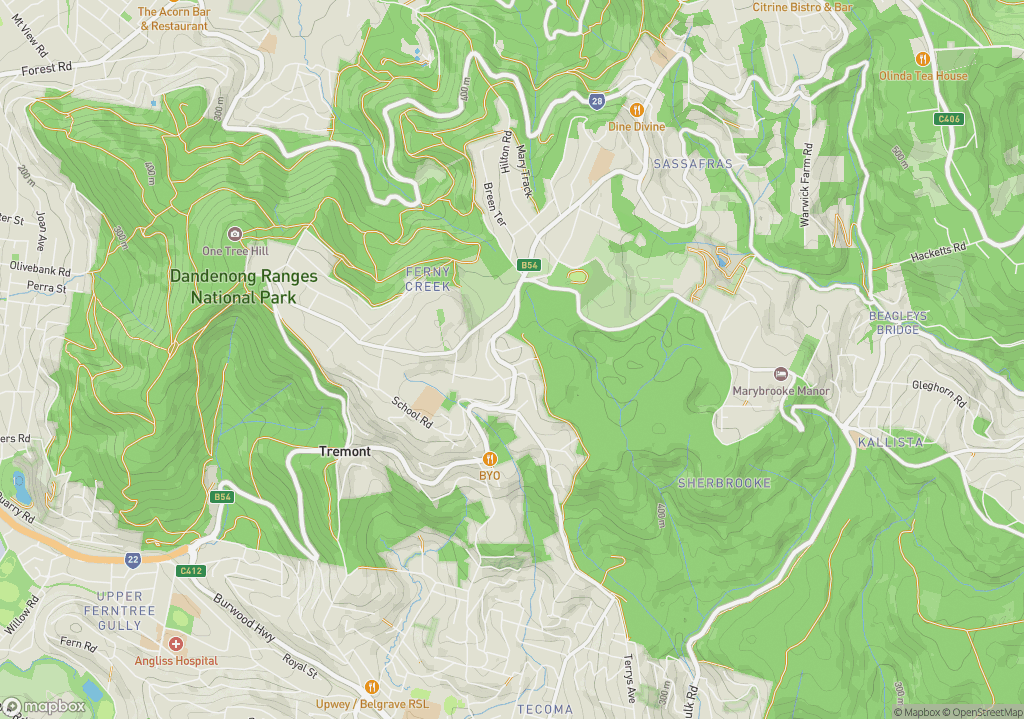 The Acorn Bar
& Restaurant
Mt View Rd
Forest Rd
Citrine Bistro & Bar
Olinda Tea House
C406
28
Dine Divine
400 m
Hilton Rd
Mary Track
Breen Ter
SASSAFRAS
Warwick Farm Rd
500 m
200 m
400 m
300 m
ter St
Joan Ave
One Tree Hill
Olivebank Rd
Perra St
Dandenong Ranges
National Park
FERNY
CREEK
B54
Hacketts Rd
BEAGLEYS
BRIDGE
Marybrooke Manor
Gleghorn Rd
School Rd
ers Rd
Tremont
KALLISTA
BYO
SHERBROOKE
Quarry Rd
B54
400 m
22
C412
UPPER
FERNTREE
GULLY
Willow Rd
Burwood Hwy
Fern Rd
Angliss Hospital
Royal St
Upwey / Belgrave RSL
Terrys Ave
300 m
ulk Rd
300 m
TECOMA
mapbox
© Mapbox © OpenStreetMap